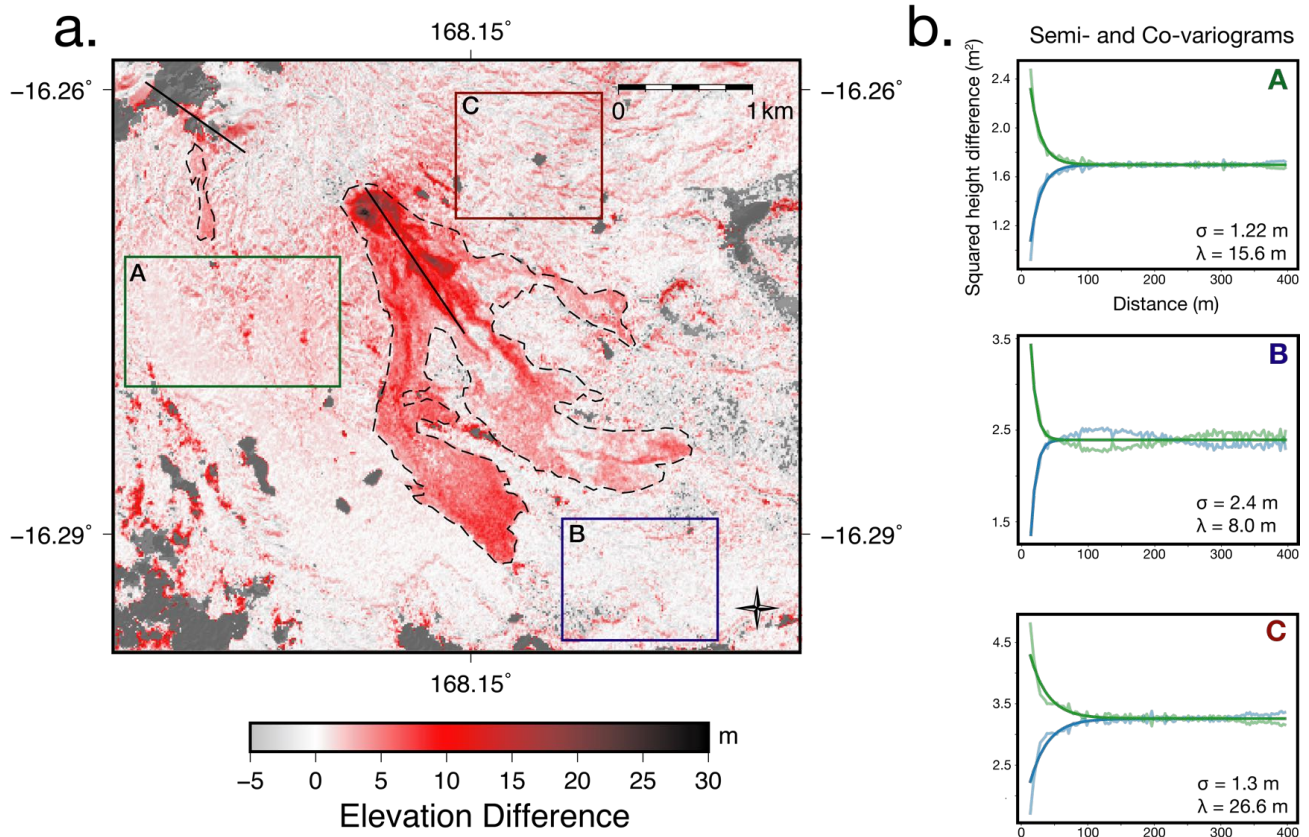 a.
168.15°
−16.26°
−16.26°
C
0
1 km
A
−16.29°
−16.29°
B
168.15°
−5
0
5
10
15
20
25
30
m
Elevation Difference
b.
Semi- and Co-variograms
Squared height difference (m²)
2.4
2.0
1.6
1.2
A
σ = 1.22 m
λ = 15.6 m
0
100
200
300
400
Distance (m)
3.5
2.5
1.5
B
σ = 2.4 m
λ = 8.0 m
0
100
200
300
400
4.5
3.5
2.5
C
σ = 1.3 m
λ = 26.6 m
0
100
200
300
400